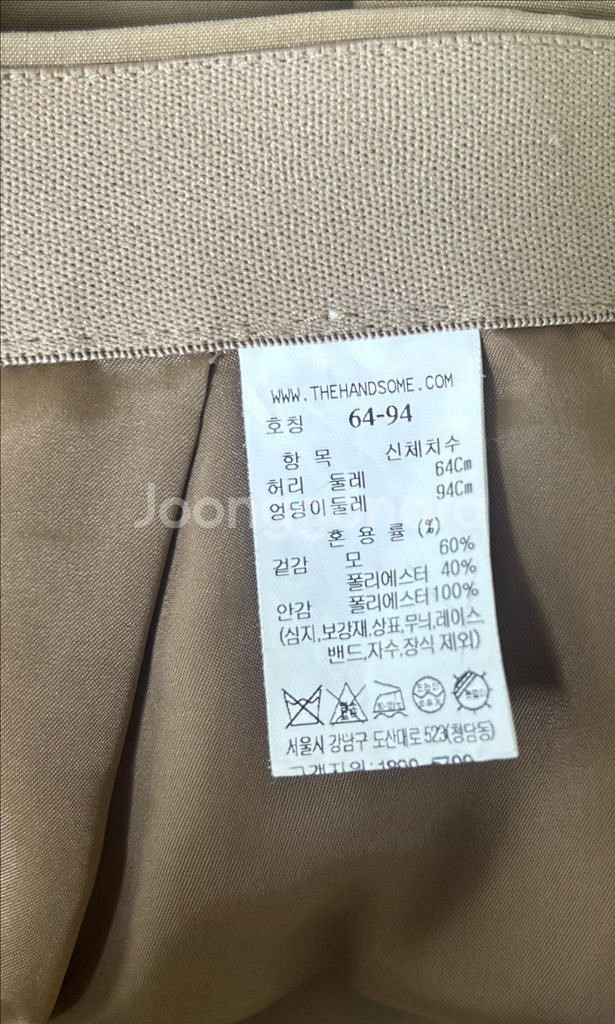 WWW.THEHANDSOME.COM
호칭 64-94
항 목 신체치수
허리 둘레 64Cm
엉덩이둘레 94Cm
혼 용 률 (%)
겉감 모 60%
폴리에스터 40%
안감 폴리에스터 100%
(심지,보강재,상표,무늬,레이스,
밴드,자수,장식 제외)
서울시 강남구 도산대로 523(청담동)
Joonggonara